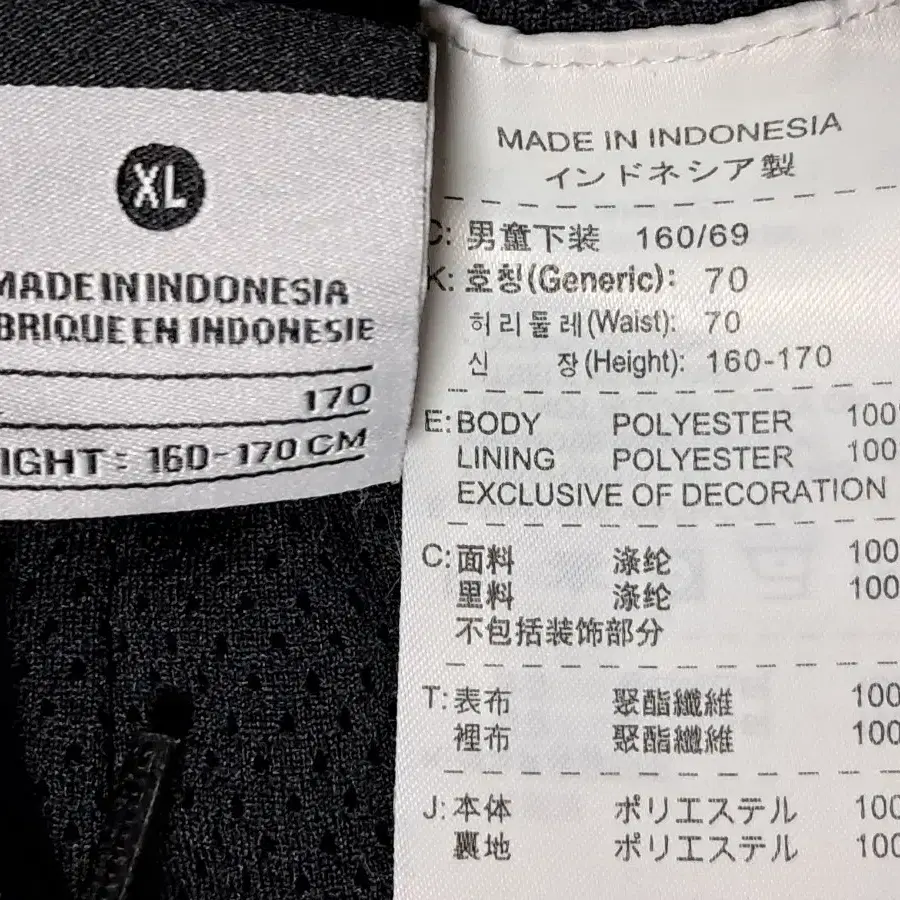 XL
MADE IN INDONESIA
BRIQUE EN INDONESIE
170
IGHT : 160-170 CM
MADE IN INDONESIA
インドネシア製
C: 男童下装 160/69
K: 호칭(Generic): 70
허리둘레(Waist): 70
신 장(Height): 160-170
E: BODY POLYESTER 100
LINING POLYESTER 100
EXCLUSIVE OF DECORATION
C: 面料 涤纶 100
里料 涤纶 100
不包括装饰部分
T: 表布 聚酯纖維 100
裡布 聚酯纖維 100
J: 本体 ポリエステル 100
裏地 ポリエステル 100